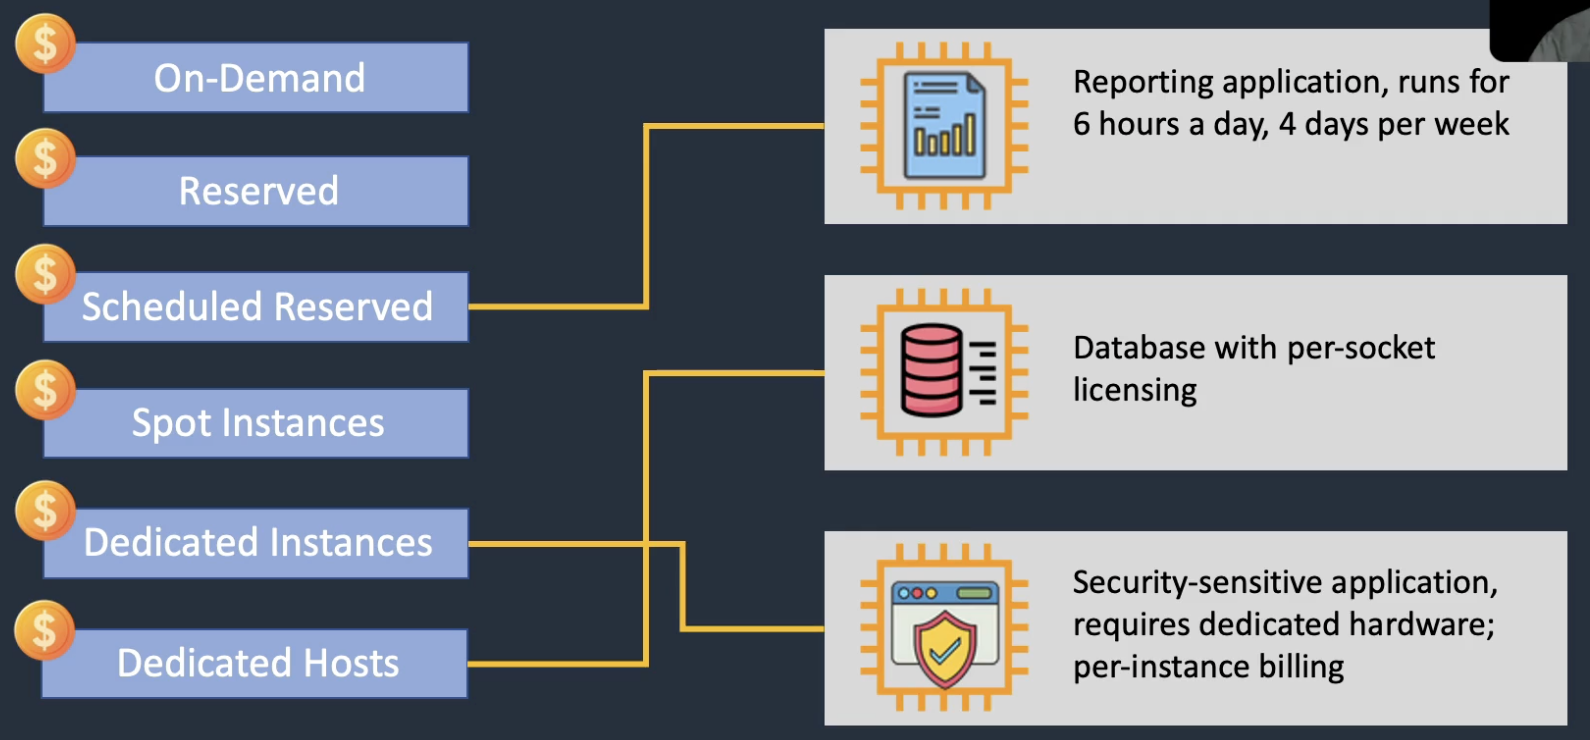 $ On-Demand
$ Reserved
$ Scheduled Reserved
$ Spot Instances
$ Dedicated Instances
$ Dedicated Hosts
Reporting application, runs for
6 hours a day, 4 days per week
Database with per-socket
licensing
Security-sensitive application,
requires dedicated hardware;
per-instance billing